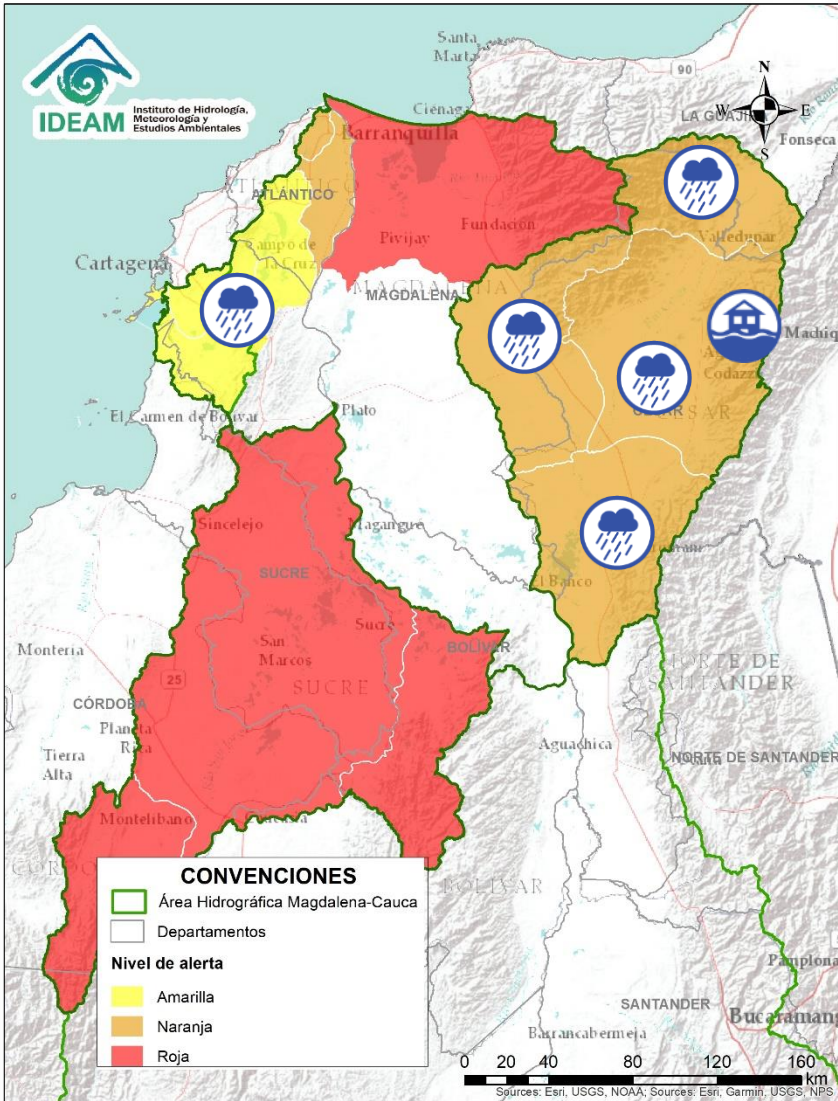 IDEAM
Instituto de Hidrología,
Meteorología y
Estudios Ambientales
Santa
Marta
90
N
W
E
S
LA GUAJIR
Fonseca
Ciénaga
Barranquilla
ATLÁNTICO
Campo de
la Cruz
Pivijay
Fundación
Valledupar
Cartagena
MAGDALENA
MAGDALENA
Machiq
Codazzi
El Carmen de Bolívar
Plato
Sincelejo
Magangué
SUCRE
El Banco
Sucre
BOLÍVAR
Montería
San
Marcos
25
SUCRE
NORTE DE
SANTANDER
CÓRDOBA
Planeta
Rica
Tierra
Alta
Aguachica
NORTE DE SANTANDER
Montelíbano
BOLÍVAR
CONVENCIONES
Área Hidrográfica Magdalena-Cauca
Departamentos
Nivel de alerta
Amarilla
Naranja
Roja
Pamplona
SANTANDER
Bucaramang
Barrancabermeja
0 20 40 80 120 160
km
Sources: Esri, USGS, NOAA; Sources: Esri, Garmin, USGS, NPS